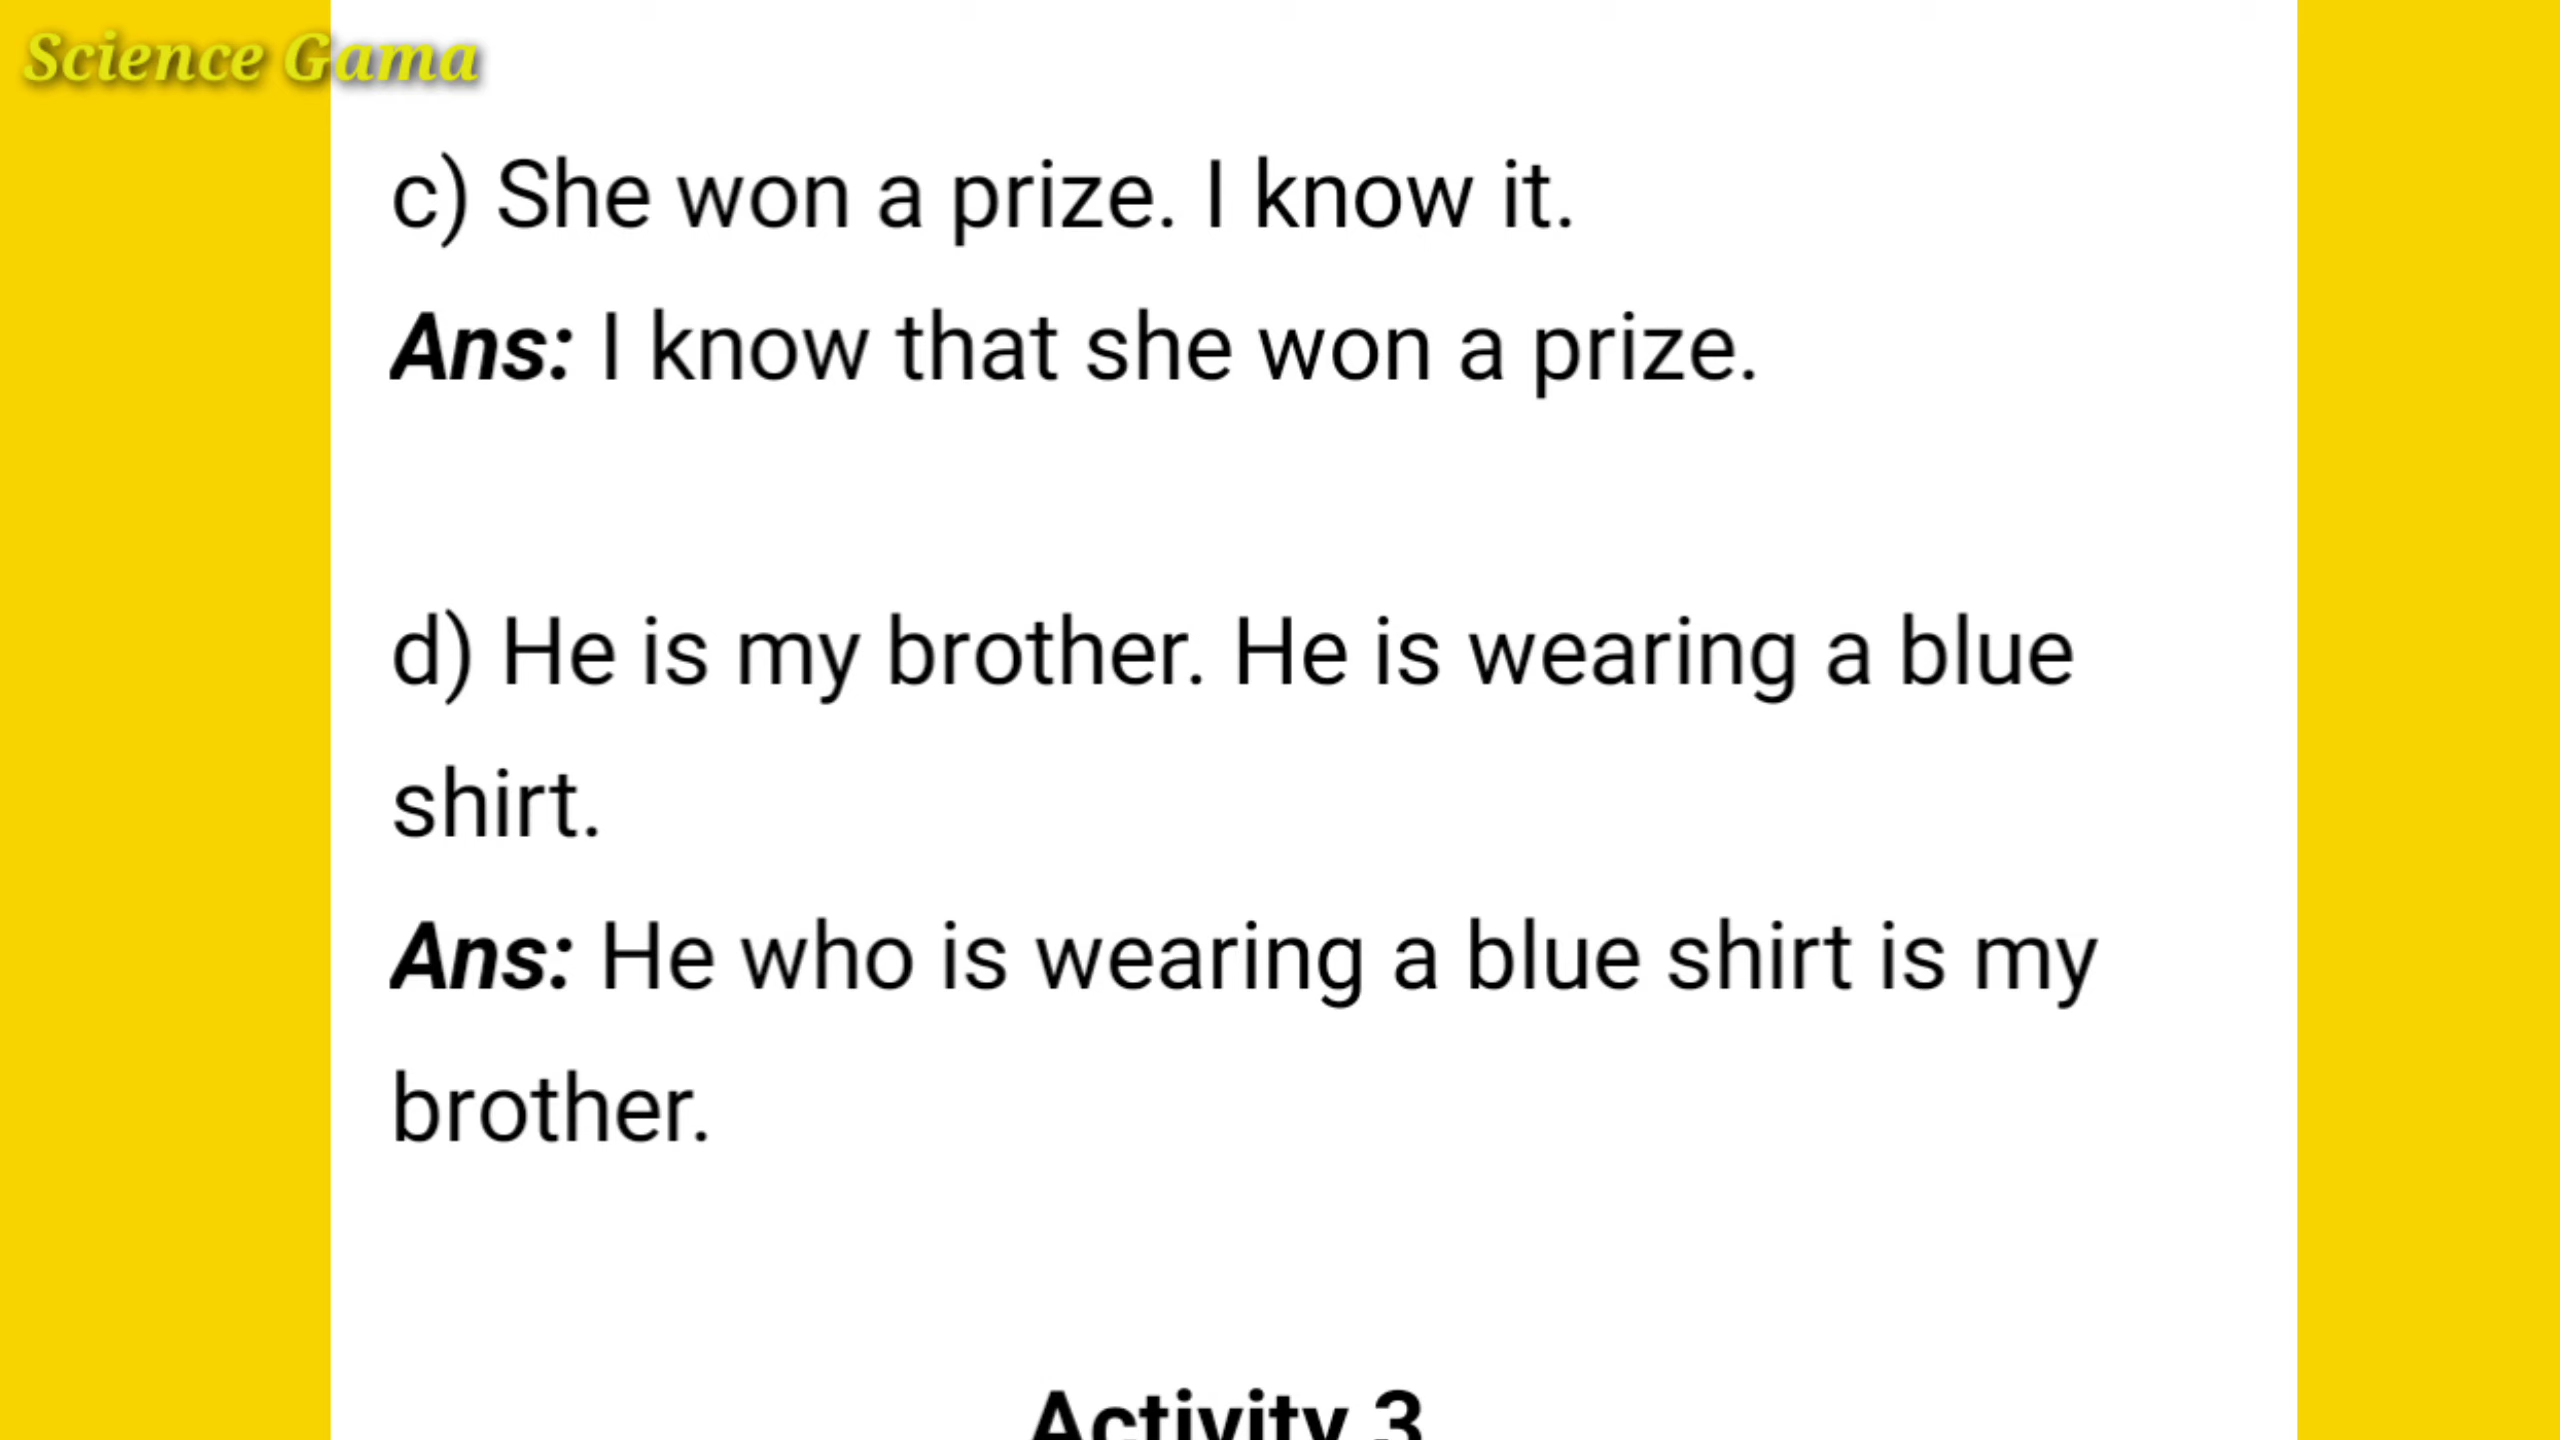 Science Gama
c) She won a prize. I know it.
Ans: I know that she won a prize.
d) He is my brother. He is wearing a blue
shirt.
Ans: He who is wearing a blue shirt is my
brother.
Activity 3